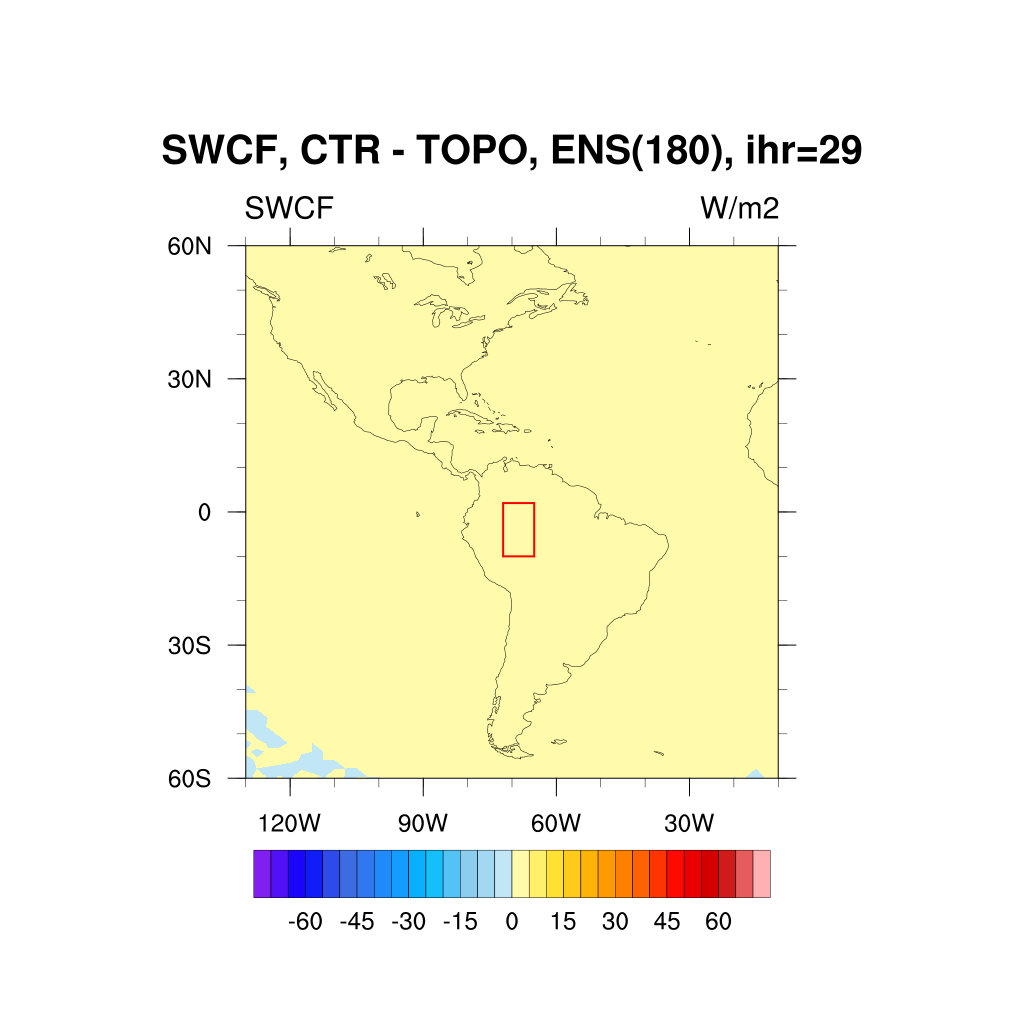 SWCF, CTR - TOPO, ENS(180), ihr=29
SWCF W/m2
60N
30N
0
30S
60S
120W 90W 60W 30W
-60 -45 -30 -15 0 15 30 45 60